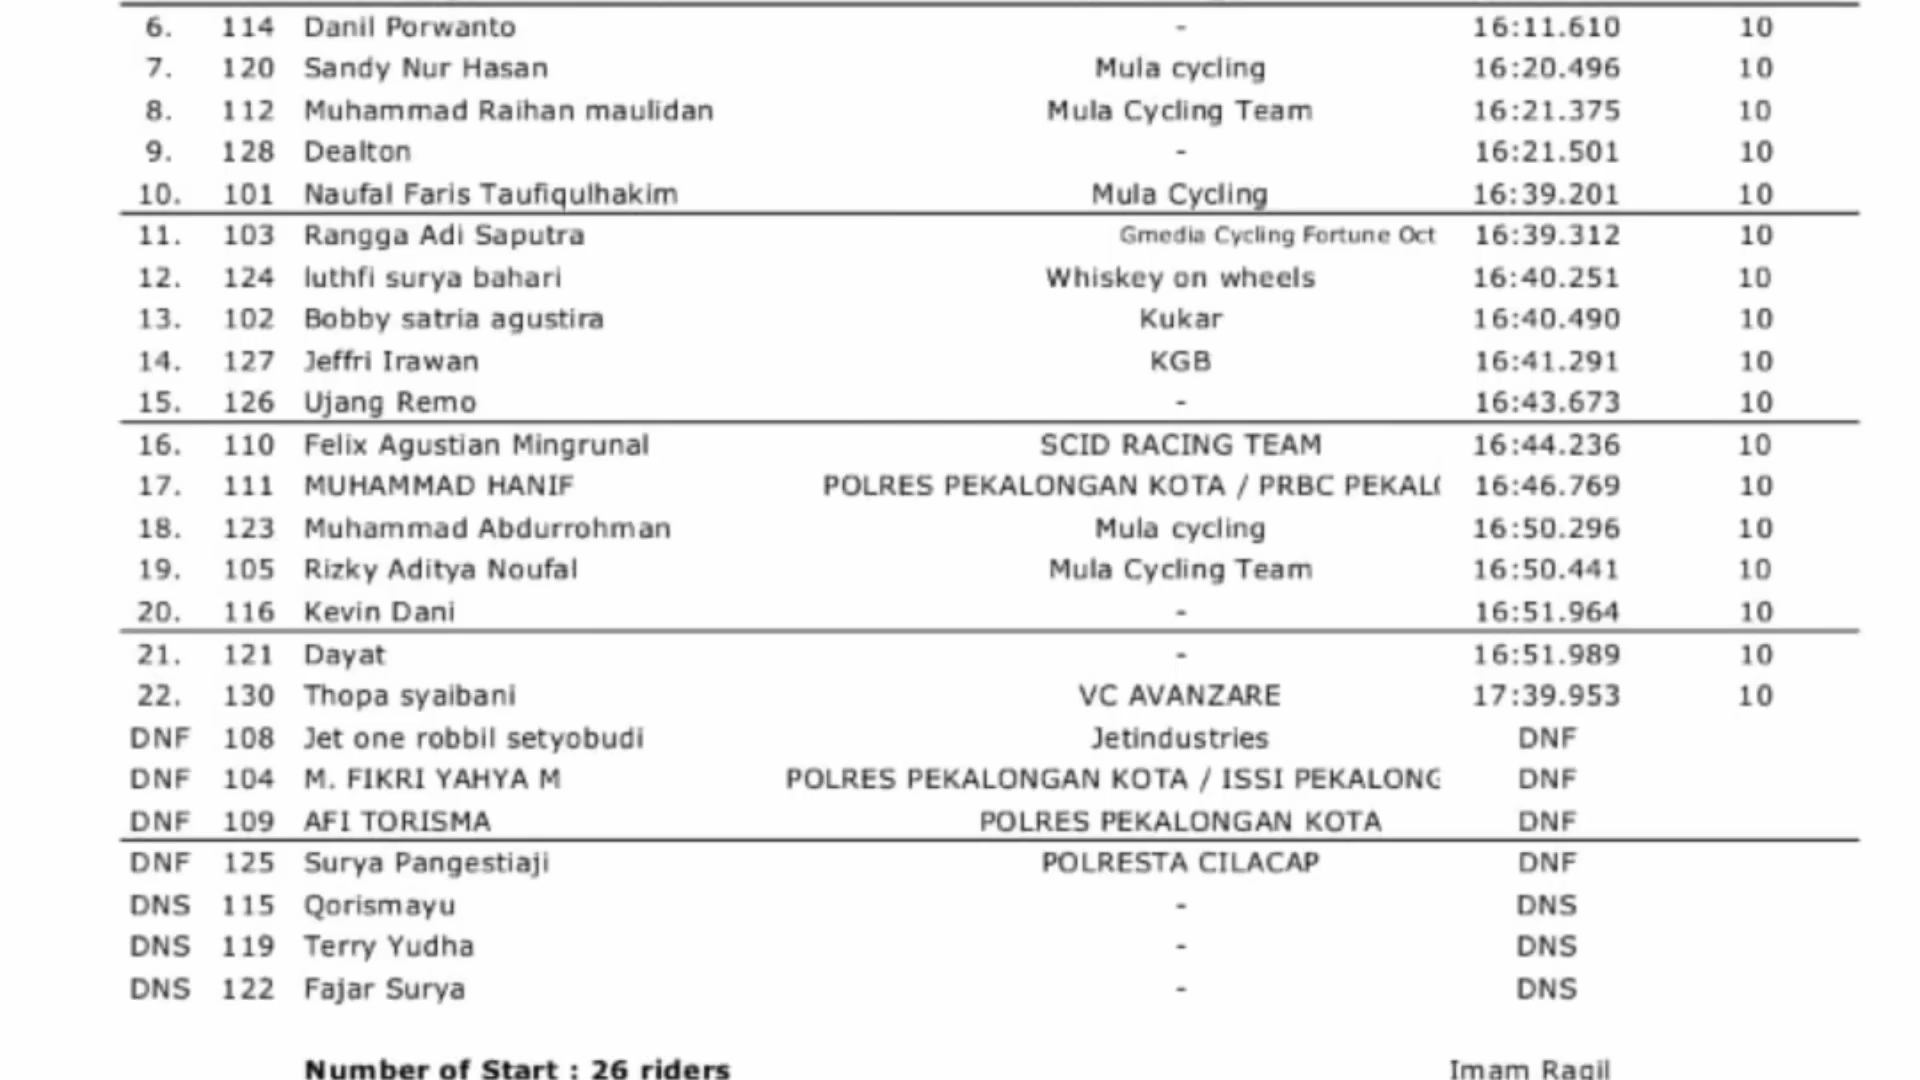 6. 114 Danil Porwanto - 16:11.610 10
7. 120 Sandy Nur Hasan Mula cycling 16:20.496 10
8. 112 Muhammad Raihan maulidan Mula Cycling Team 16:21.375 10
9. 128 Dealton - 16:21.501 10
10. 101 Naufal Faris Taufiqulhakim Mula Cycling 16:39.201 10
11. 103 Rangga Adi Saputra Gmedia Cycling Fortune Oct 16:39.312 10
12. 124 luthfi surya bahari Whiskey on wheels 16:40.251 10
13. 102 Bobby satria agustira Kukar 16:40.490 10
14. 127 Jeffri Irawan KGB 16:41.291 10
15. 126 Ujang Remo - 16:43.673 10
16. 110 Felix Agustian Mingrunal SCID RACING TEAM 16:44.236 10
17. 111 MUHAMMAD HANIF POLRES PEKALONGAN KOTA / PRBC PEKAL 16:46.769 10
18. 123 Muhammad Abdurrohman Mula cycling 16:50.296 10
19. 105 Rizky Aditya Noufal Mula Cycling Team 16:50.441 10
20. 116 Kevin Dani - 16:51.964 10
21. 121 Dayat - 16:51.989 10
22. 130 Thopa syaibani VC AVANZARE 17:39.953 10
DNF 108 Jet one robbil setyobudi Jetindustries DNF
DNF 104 M. FIKRI YAHYA M POLRES PEKALONGAN KOTA / ISSI PEKALONG DNF
DNF 109 AFI TORISMA POLRES PEKALONGAN KOTA DNF
DNF 125 Surya Pangestiaji POLRESTA CILACAP DNF
DNS 115 Qorismayu - DNS
DNS 119 Terry Yudha - DNS
DNS 122 Fajar Surya - DNS
Number of Start : 26 riders Imam Ragil